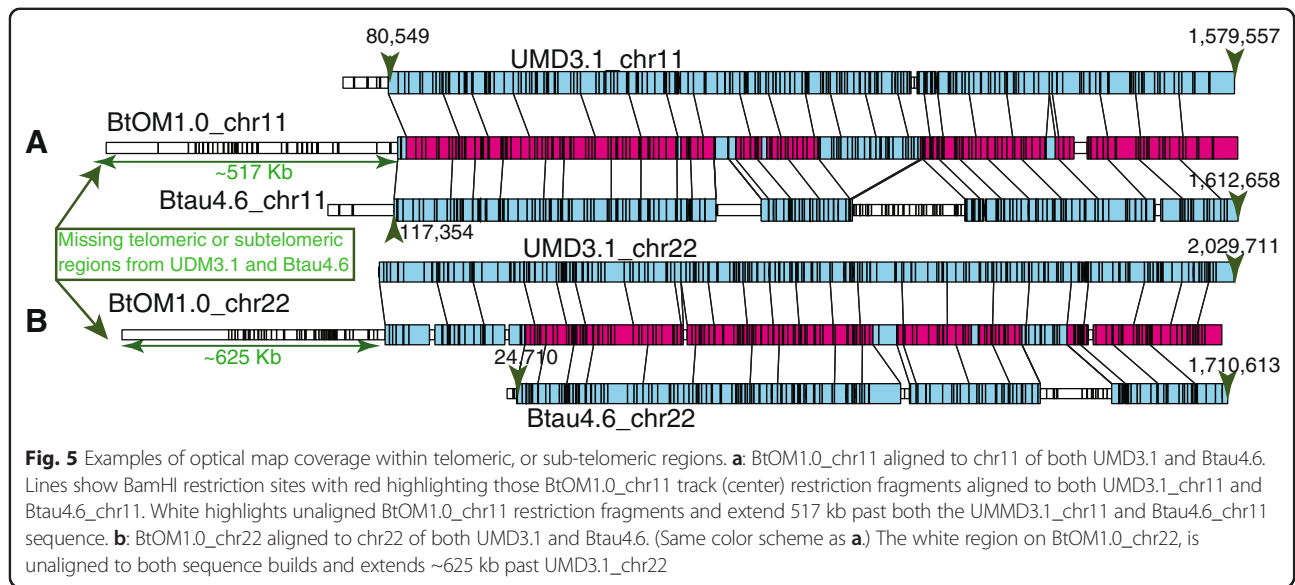 80,549
1,579,557
UMD3.1_chr11
BtOM1.0_chr11
A
~517 Kb
Btau4.6_chr11
1,612,658
117,354
Missing telomeric or subtelomeric
regions from UDM3.1 and Btau4.6
UMD3.1_chr22
2,029,711
BtOM1.0_chr22
B
~625 Kb
24,710
1,710,613
Btau4.6_chr22
Fig. 5 Examples of optical map coverage within telomeric, or sub-telomeric regions. a: BtOM1.0_chr11 aligned to chr11 of both UMD3.1 and Btau4.6.
Lines show BamHI restriction sites with red highlighting those BtOM1.0_chr11 track (center) restriction fragments aligned to both UMD3.1_chr11 and
Btau4.6_chr11. White highlights unaligned BtOM1.0_chr11 restriction fragments and extend 517 kb past both the UMMD3.1_chr11 and Btau4.6_chr11
sequence. b: BtOM1.0_chr22 aligned to chr22 of both UMD3.1 and Btau4.6. (Same color scheme as a.) The white region on BtOM1.0_chr22, is
unaligned to both sequence builds and extends ~625 kb past UMD3.1_chr22